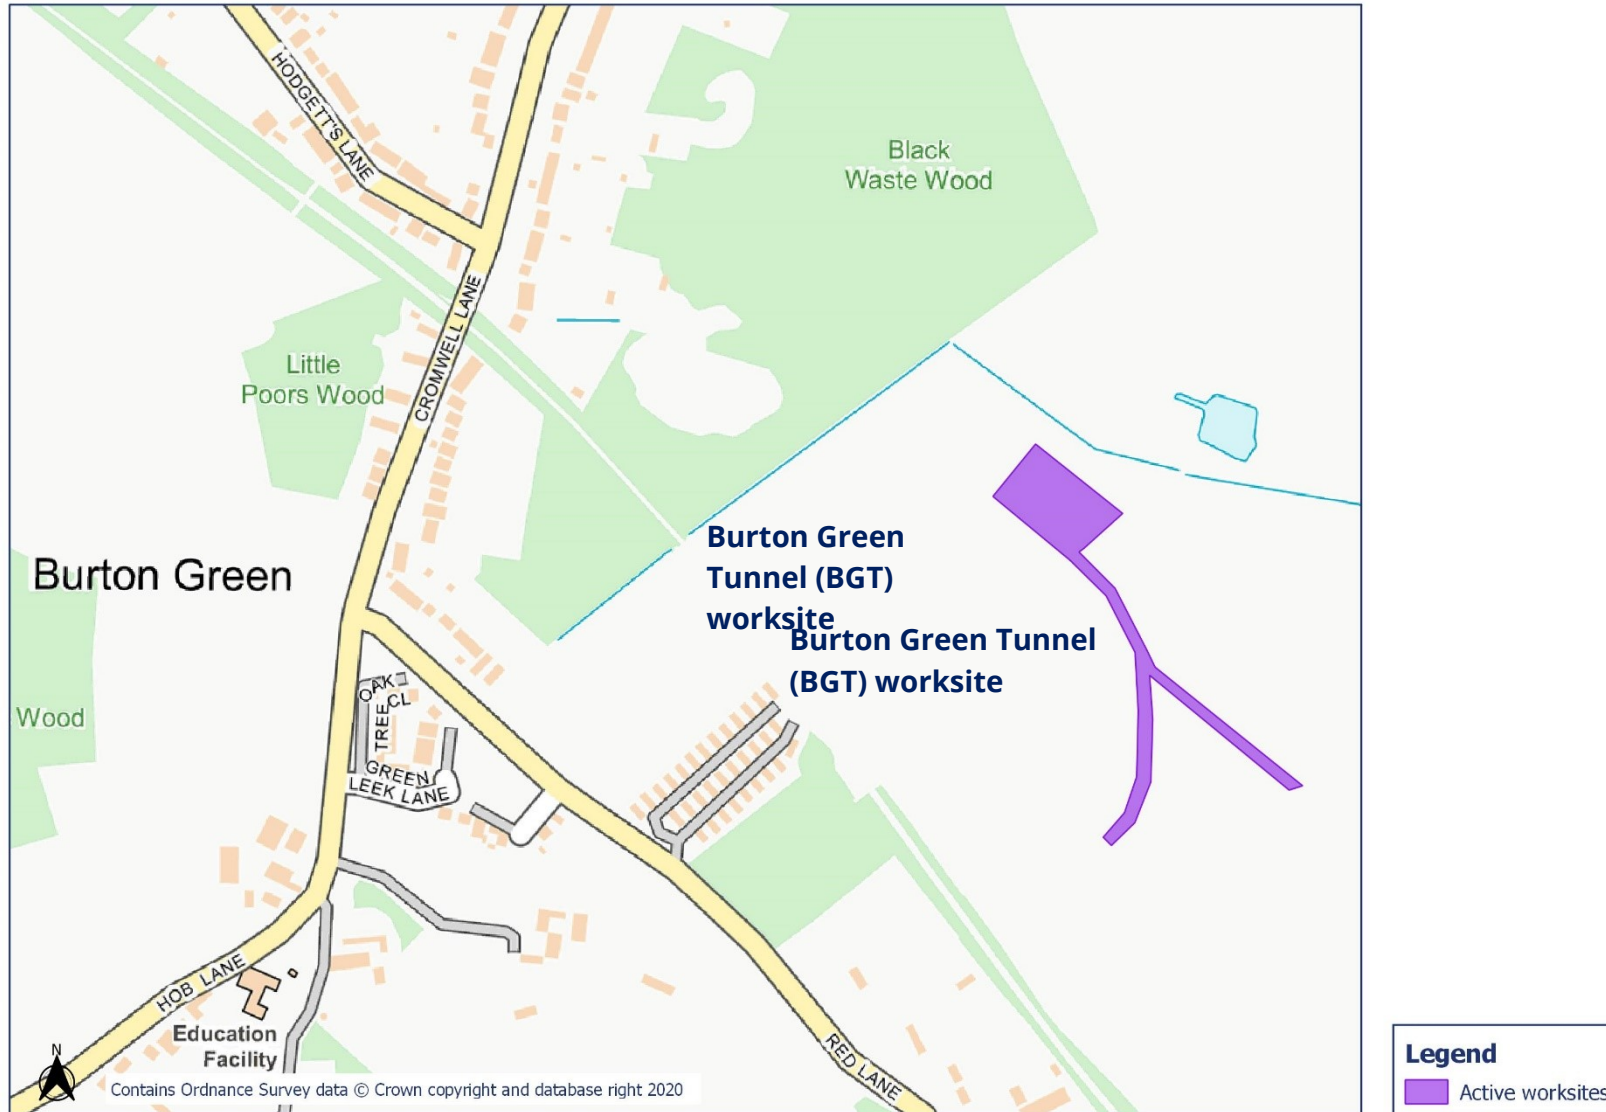 HODGETT'S LANE
Black
Waste Wood
CROMWELL LANE
Little
Poors Wood
Burton Green
Burton Green
Tunnel (BGT)
worksite
Burton Green Tunnel
(BGT) worksite
Wood
OAK
TREE
CL
GREEN
LEEK LANE
HOB LANE
Education
Facility
RED LANE
N
Contains Ordnance Survey data © Crown copyright and database right 2020
Legend
Active worksites